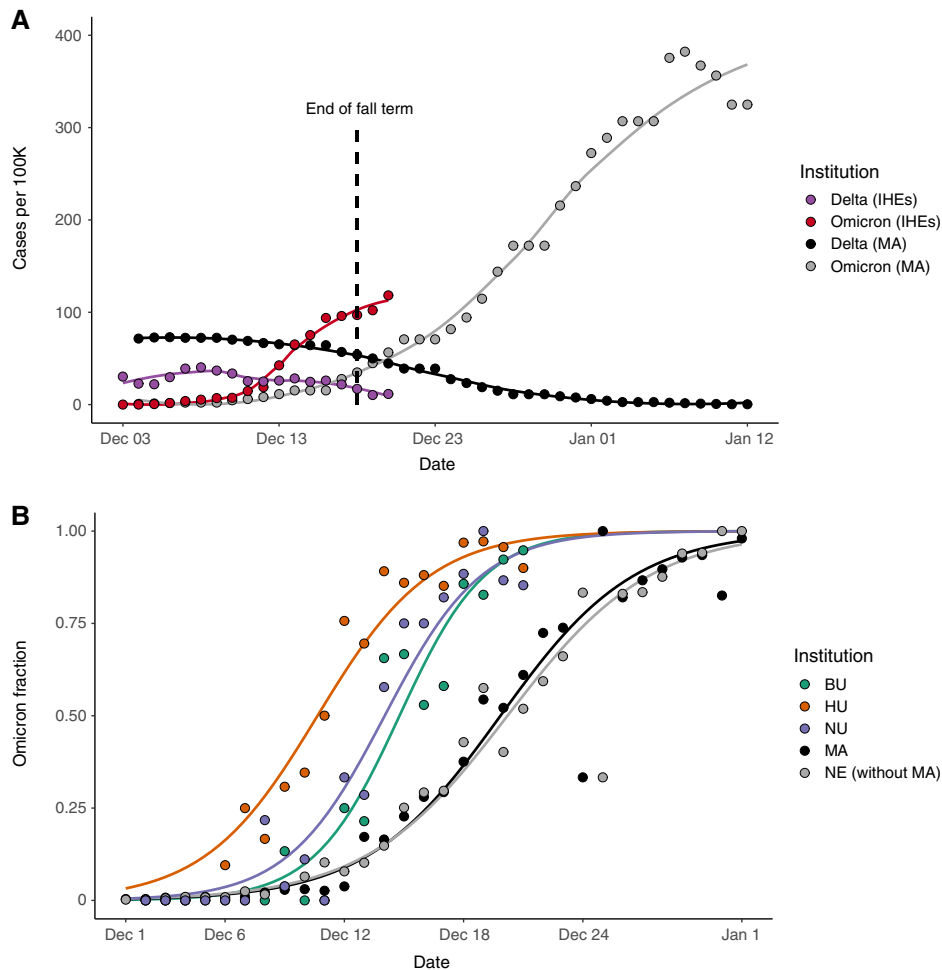 A
400
300
200
100
0
Cases per 100K
End of fall term
Dec 03
Dec 13
Dec 23
Jan 01
Jan 12
Date
Institution
Delta (IHEs)
Omicron (IHEs)
Delta (MA)
Omicron (MA)
B
1.00
0.75
0.50
0.25
0
Omicron fraction
Dec 1
Dec 6
Dec 12
Dec 18
Dec 24
Jan 1
Date
Institution
BU
HU
NU
MA
NE (without MA)